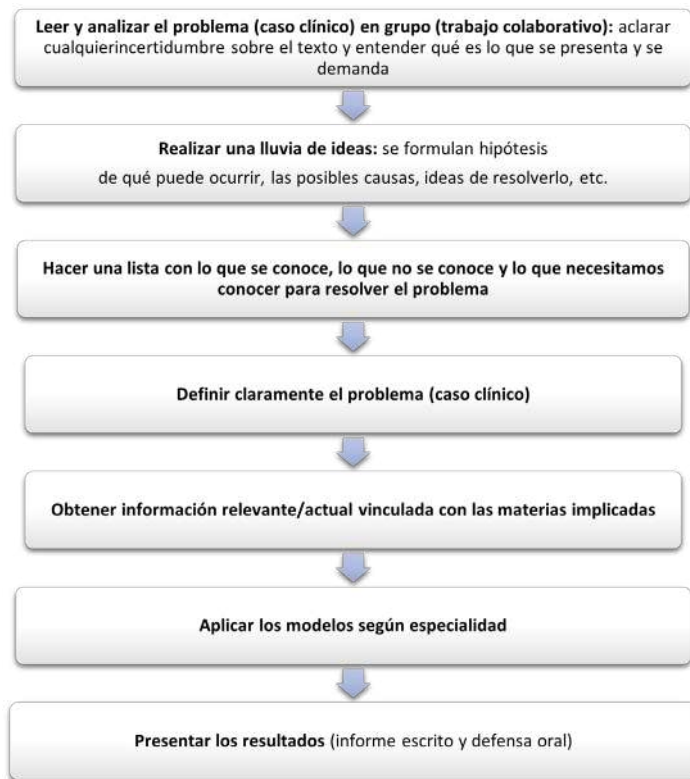 Leer y analizar el problema (caso clínico) en grupo (trabajo colaborativo): aclarar
cualquierincertidumbre sobre el texto y entender qué es lo que se presenta y se
demanda
Realizar una lluvia de ideas: se formulan hipótesis
de qué puede ocurrir, las posibles causas, ideas de resolverlo, etc.
Hacer una lista con lo que se conoce, lo que no se conoce y lo que necesitamos
conocer para resolver el problema
Definir claramente el problema (caso clínico)
Obtener información relevante/actual vinculada con las materias implicadas
Aplicar los modelos según especialidad
Presentar los resultados (informe escrito y defensa oral)